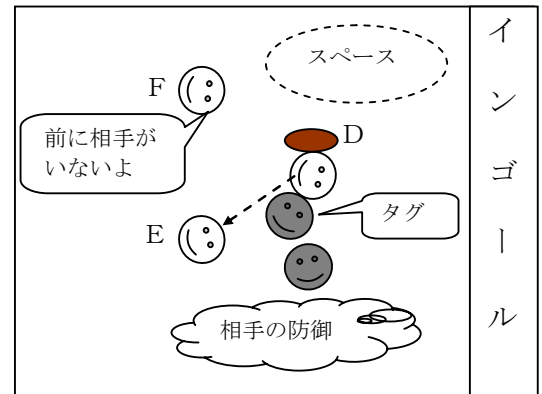 スペース
F
D
前に相手が
いないよ
タグ
E
相手の防御
インゴール